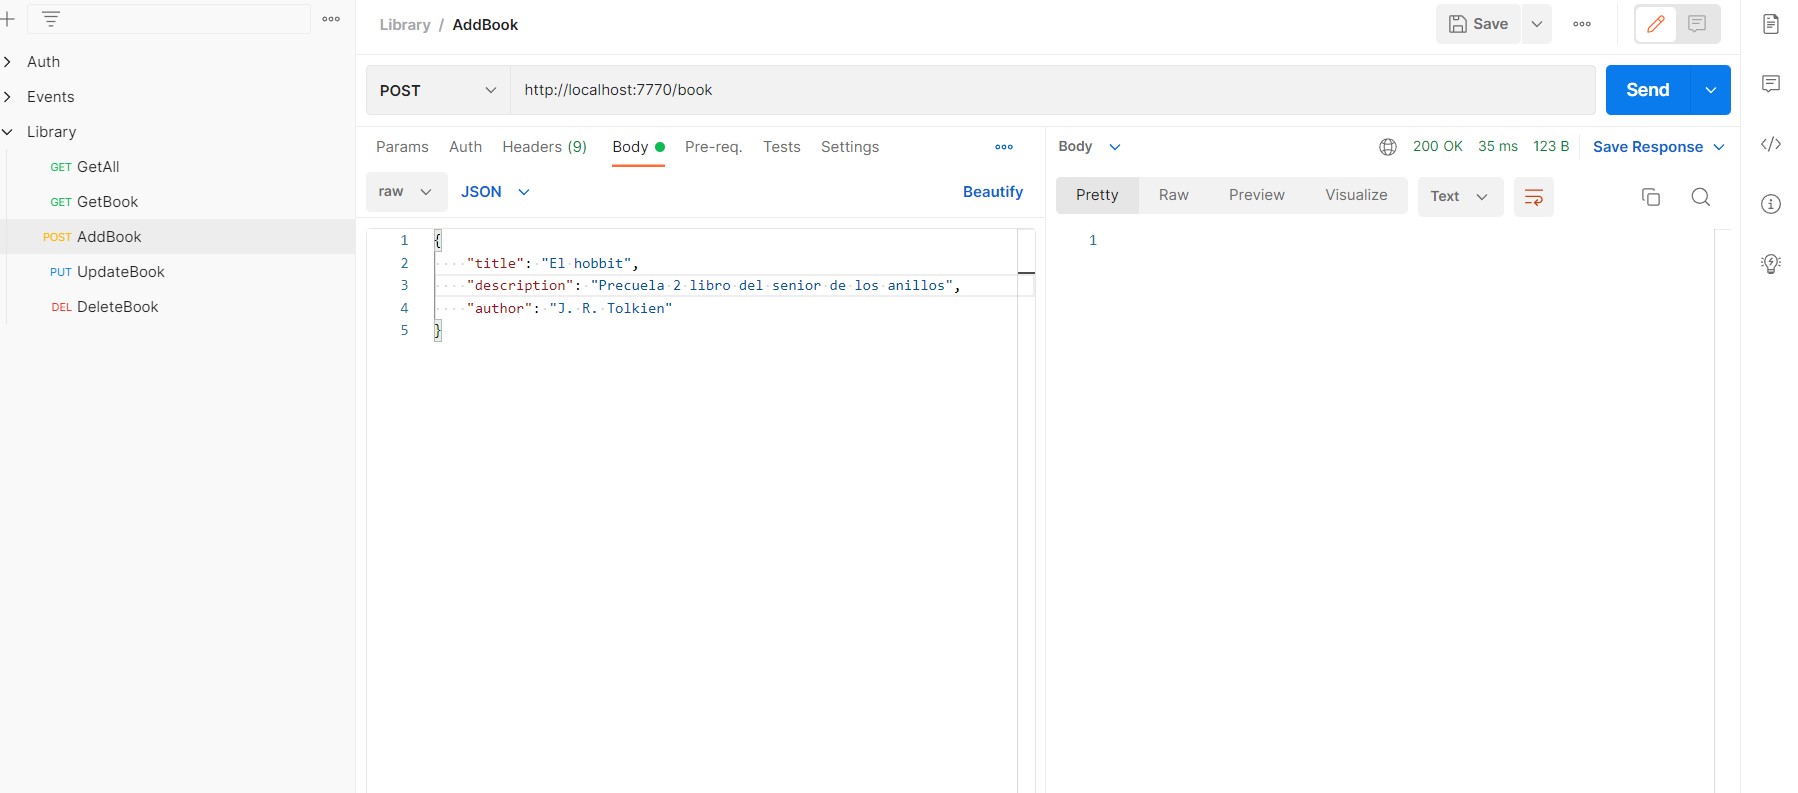 Library / AddBook
Save
Auth
Events
Library
GET GetAll
GET GetBook
POST AddBook
PUT UpdateBook
DEL DeleteBook
POST http://localhost:7770/book
Send
Params Auth Headers (9) Body Pre-req. Tests Settings
raw JSON Beautify
1 {
2 "title": "El hobbit",
3 "description": "Precuela 2 libro del senior de los anillos",
4 "author": "J. R. Tolkien"
5 }
Body 200 OK 35 ms 123 B Save Response
Pretty Raw Preview Visualize Text
1